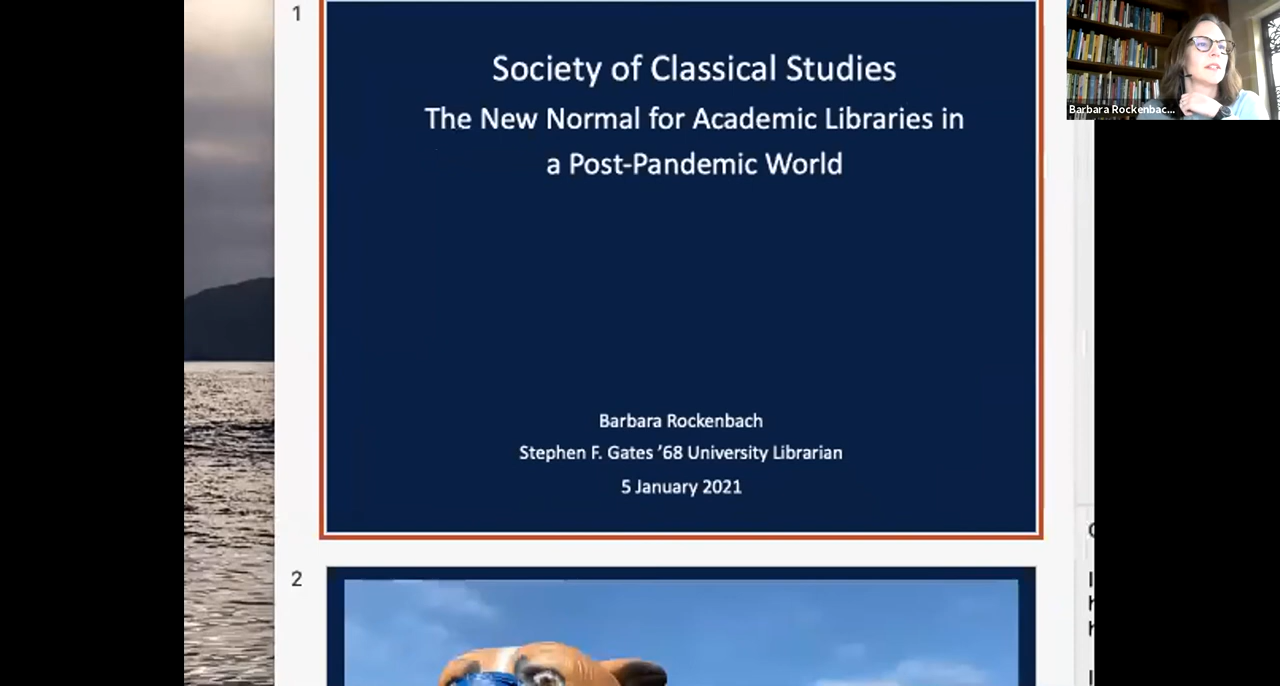 1
Society of Classical Studies
The New Normal for Academic Libraries in
a Post-Pandemic World
Barbara Rockenbac...
Barbara Rockenbach
Stephen F. Gates ’68 University Librarian
5 January 2021
2